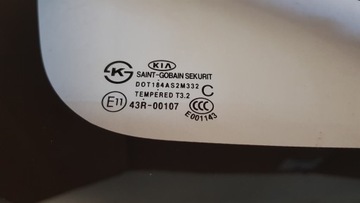 KIA
SAINT-GOBAIN SEKURIT
DOT184AS2M332
TEMPERED T3.2 C
E11 43R-00107 CCC
E001143